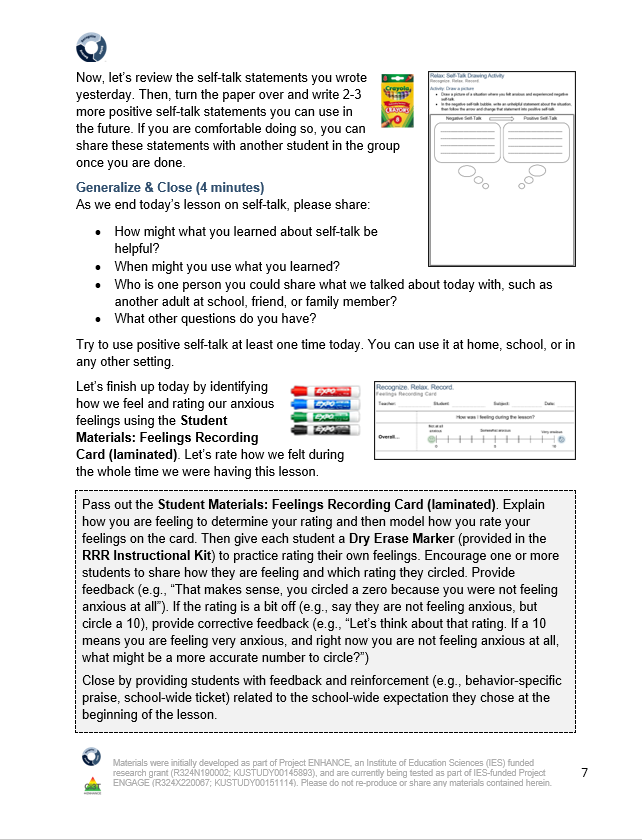 Now, let's review the self-talk statements you wrote
yesterday. Then, turn the paper over and write 2-3
more positive self-talk statements you can use in
the future. If you are comfortable doing so, you can
share these statements with another student in the group
once you are done.
Crayola
CRAYONS
8
Relax: Self-Talk Drawing Activity
Recognize. Relax. Record.
Activity: Draw a picture
• Draw a picture of a situation where you felt anxious and experienced negative
self-talk.
• In the negative self-talk bubble, write an unhelpful statement about the situation,
then follow the arrow and change that statement into positive self-talk.
Negative Self-Talk
Positive Self-Talk
Generalize & Close (4 minutes)
As we end today's lesson on self-talk, please share:
• How might what you learned about self-talk be
helpful?
• When might you use what you learned?
• Who is one person you could share what we talked about today with, such as
another adult at school, friend, or family member?
• What other questions do you have?
Try to use positive self-talk at least one time today. You can use it at home, school, or in
any other setting.
Let's finish up today by identifying
how we feel and rating our anxious
feelings using the Student
Materials: Feelings Recording
Card (laminated). Let's rate how we felt during
the whole time we were having this lesson.
EXPO
EXPO
EXPO
EXPO
Recognize. Relax. Record.
Feelings Recording Card
Teacher: Student: Subject: Date:
How was I feeling during the lesson?
Overall...
Not at all
anxious
Somewhat anxious
Very anxious
0
5
10
Pass out the Student Materials: Feelings Recording Card (laminated). Explain
how you are feeling to determine your rating and then model how you rate your
feelings on the card. Then give each student a Dry Erase Marker (provided in the
RRR Instructional Kit) to practice rating their own feelings. Encourage one or more
students to share how they are feeling and which rating they circled. Provide
feedback (e.g., “That makes sense, you circled a zero because you were not feeling
anxious at all”). If the rating is a bit off (e.g., say they are not feeling anxious, but
circle a 10), provide corrective feedback (e.g., “Let's think about that rating. If a 10
means you are feeling very anxious, and right now you are not feeling anxious at all,
what might be a more accurate number to circle?”)
Close by providing students with feedback and reinforcement (e.g., behavior-specific
praise, school-wide ticket) related to the school-wide expectation they chose at the
beginning of the lesson.
Materials were initially developed as part of Project ENHANCE, an Institute of Education Sciences (IES) funded
research grant (R324N190002; KUSTUDY00145893), and are currently being tested as part of IES-funded Project
ENGAGE (R324X220067; KUSTUDY00151114). Please do not re-produce or share any materials contained herein.
7